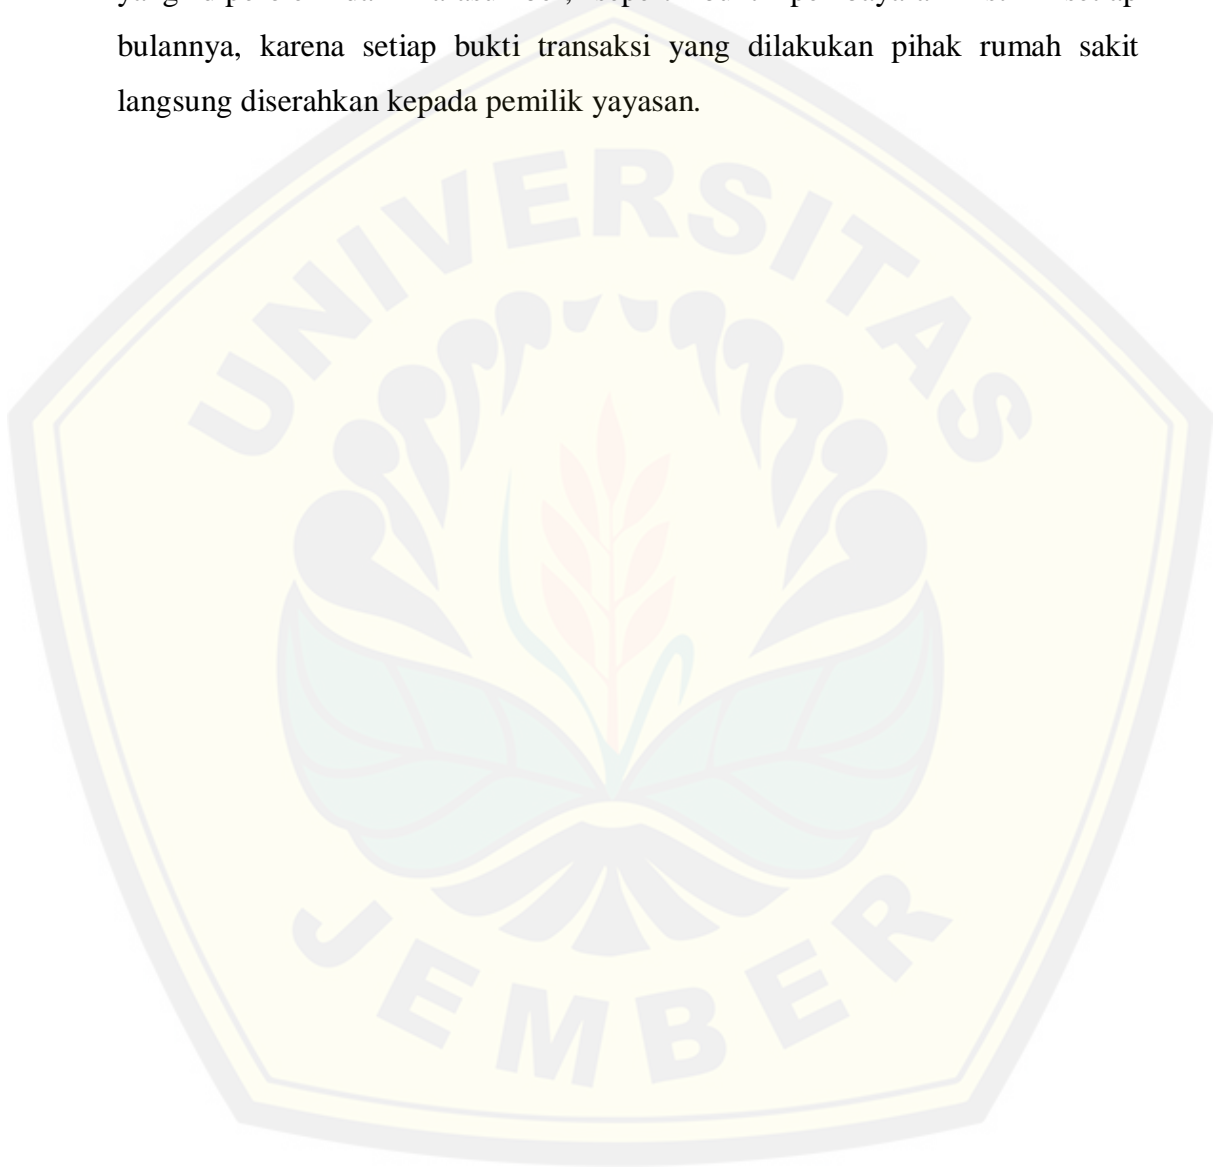 bulannya, karena setiap bukti transaksi yang dilakukan pihak rumah sakit
langsung diserahkan kepada pemilik yayasan.
UNIVERSITAS
JEMBER